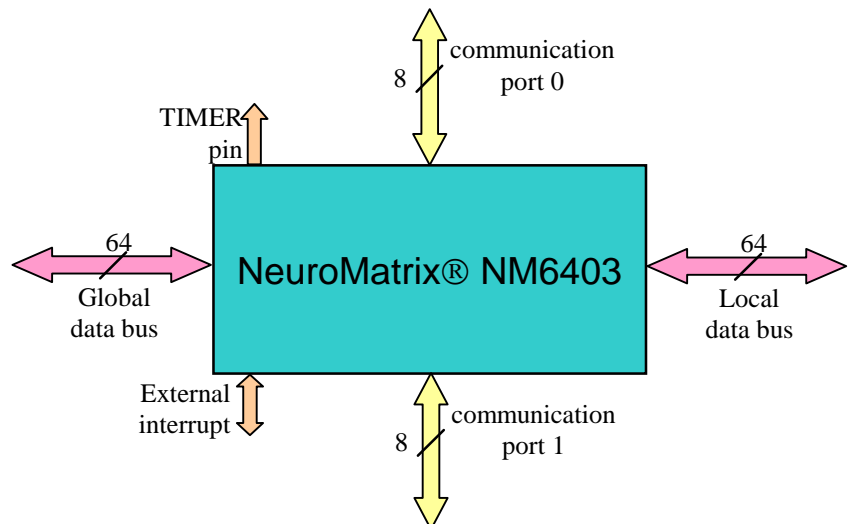 communication
port 0
8
TIMER
pin
64
Global
data bus
NeuroMatrix® NM6403
64
Local
data bus
External
interrupt
communication
port 1
8